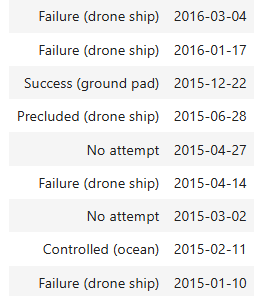 Failure (drone ship) 2016-03-04
Failure (drone ship) 2016-01-17
Success (ground pad) 2015-12-22
Precluded (drone ship) 2015-06-28
No attempt 2015-04-27
Failure (drone ship) 2015-04-14
No attempt 2015-03-02
Controlled (ocean) 2015-02-11
Failure (drone ship) 2015-01-10